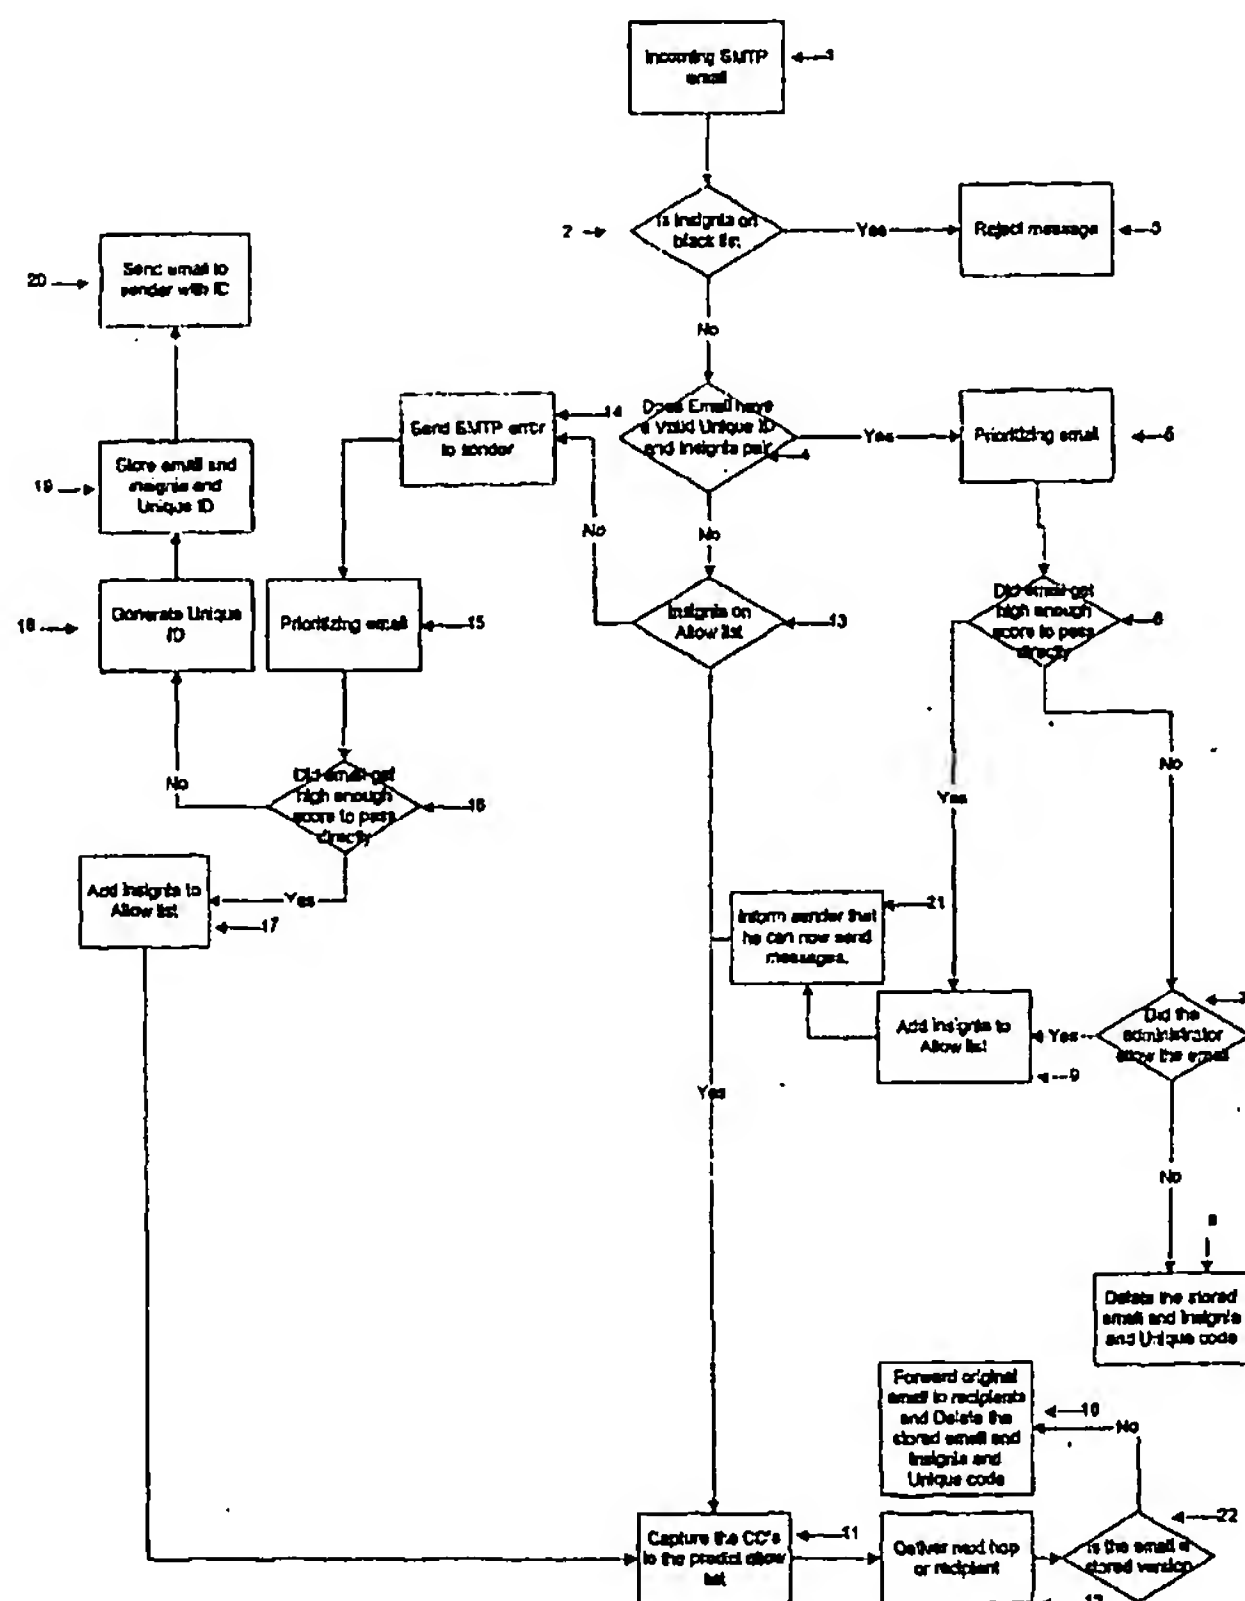 Incoming SMTP
email
1
2
Is Insignia on
black list
Yes
Reject message
3
20
Send email to
sender with ID
No
14
Send SMTP error
to sender
Does Email have
a Valid Unique ID
and Insignia pair
4
Yes
Prioritizing email
5
19
Store email and
insignia and
Unique ID
No
No
18
Generate Unique
ID
Prioritizing email
15
Insignia on
Allow list
13
Did email get
high enough
score to pass
directly
6
No
No
Did email get
high enough
score to pass
directly
16
Yes
Add Insignia to
Allow list
Yes
17
21
Inform sender that
he can now send
messages.
Add insignia to
Allow list
9
Yes
Did the
administrator
allow the email
Yes
No
8
Delete the stored
email and Insignia
and Unique code
Forward original
email to recipients
and Delete the
stored email and
Insignia and
Unique code
10
No
22
Capture the CC's
to the predict allow
list
11
Deliver next hop
or recipient
Is the email a
stored version
12